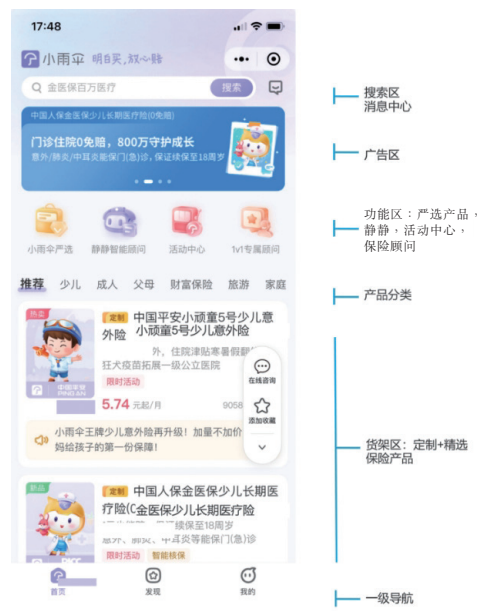 17:48
小雨伞 明白买,放心赔
金医保百万医疗
搜索
搜索区
消息中心
中国人保金医保少儿长期医疗险(0免赔)
门诊住院0免赔，800万守护成长
意外/肺炎/中耳炎能保门(急)诊，保证续保至18周岁
广告区
小雨伞严选 静静智能顾问 活动中心 1v1专属顾问
功能区：严选产品，
静静，活动中心，
保险顾问
推荐 少儿 成人 父母 财富保险 旅游 家庭
产品分类
热卖
定制 中国平安小顽童5号少儿意
外险 小顽童5号少儿意外险
外、住院津贴寒暑假翻
狂犬疫苗拓展一级公立医院
限时活动
中国平安
PING AN
5.74 元起/月
9058
在线咨询
添加收藏
小雨伞王牌少儿意外险再升级！加量不加价
妈给孩子的第一份保障！
货架区：定制+精选
保险产品
新品
定制 中国人保金医保少儿长期医
疗险(C金医保少儿长期医疗险
续保至18周岁
意外、肺炎、中耳炎等能保门(急)诊
限时活动 智能核保
PICC
首页 发现 我的
一级导航